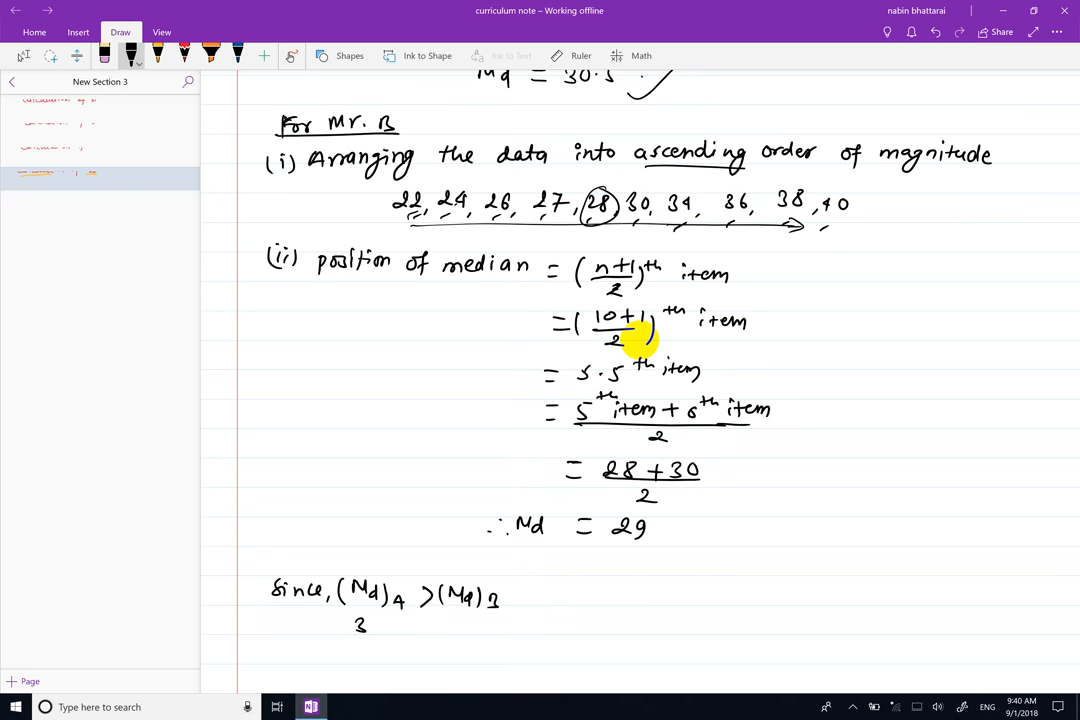 curriculum note – Working offline
nabin bhattarai
Home Insert Draw View
Share
Shapes Ink to Shape Ink to Text Ruler Math
New Section 3
Md = 30.5
For Mr. B
(i) Arranging the data into ascending order of magnitude
22, 24, 26, 27, 28, 30, 34, 36, 38, 40
(ii) position of median = (n+1/2)th item
= (10+1/2)th item
= 5.5th item
= 5th item + 6th item / 2
= 28 + 30 / 2
∴ Md = 29
Since, (Md)A > (Md)B
3
+ Page
Type here to search
ENG
9:40 AM
9/1/2018